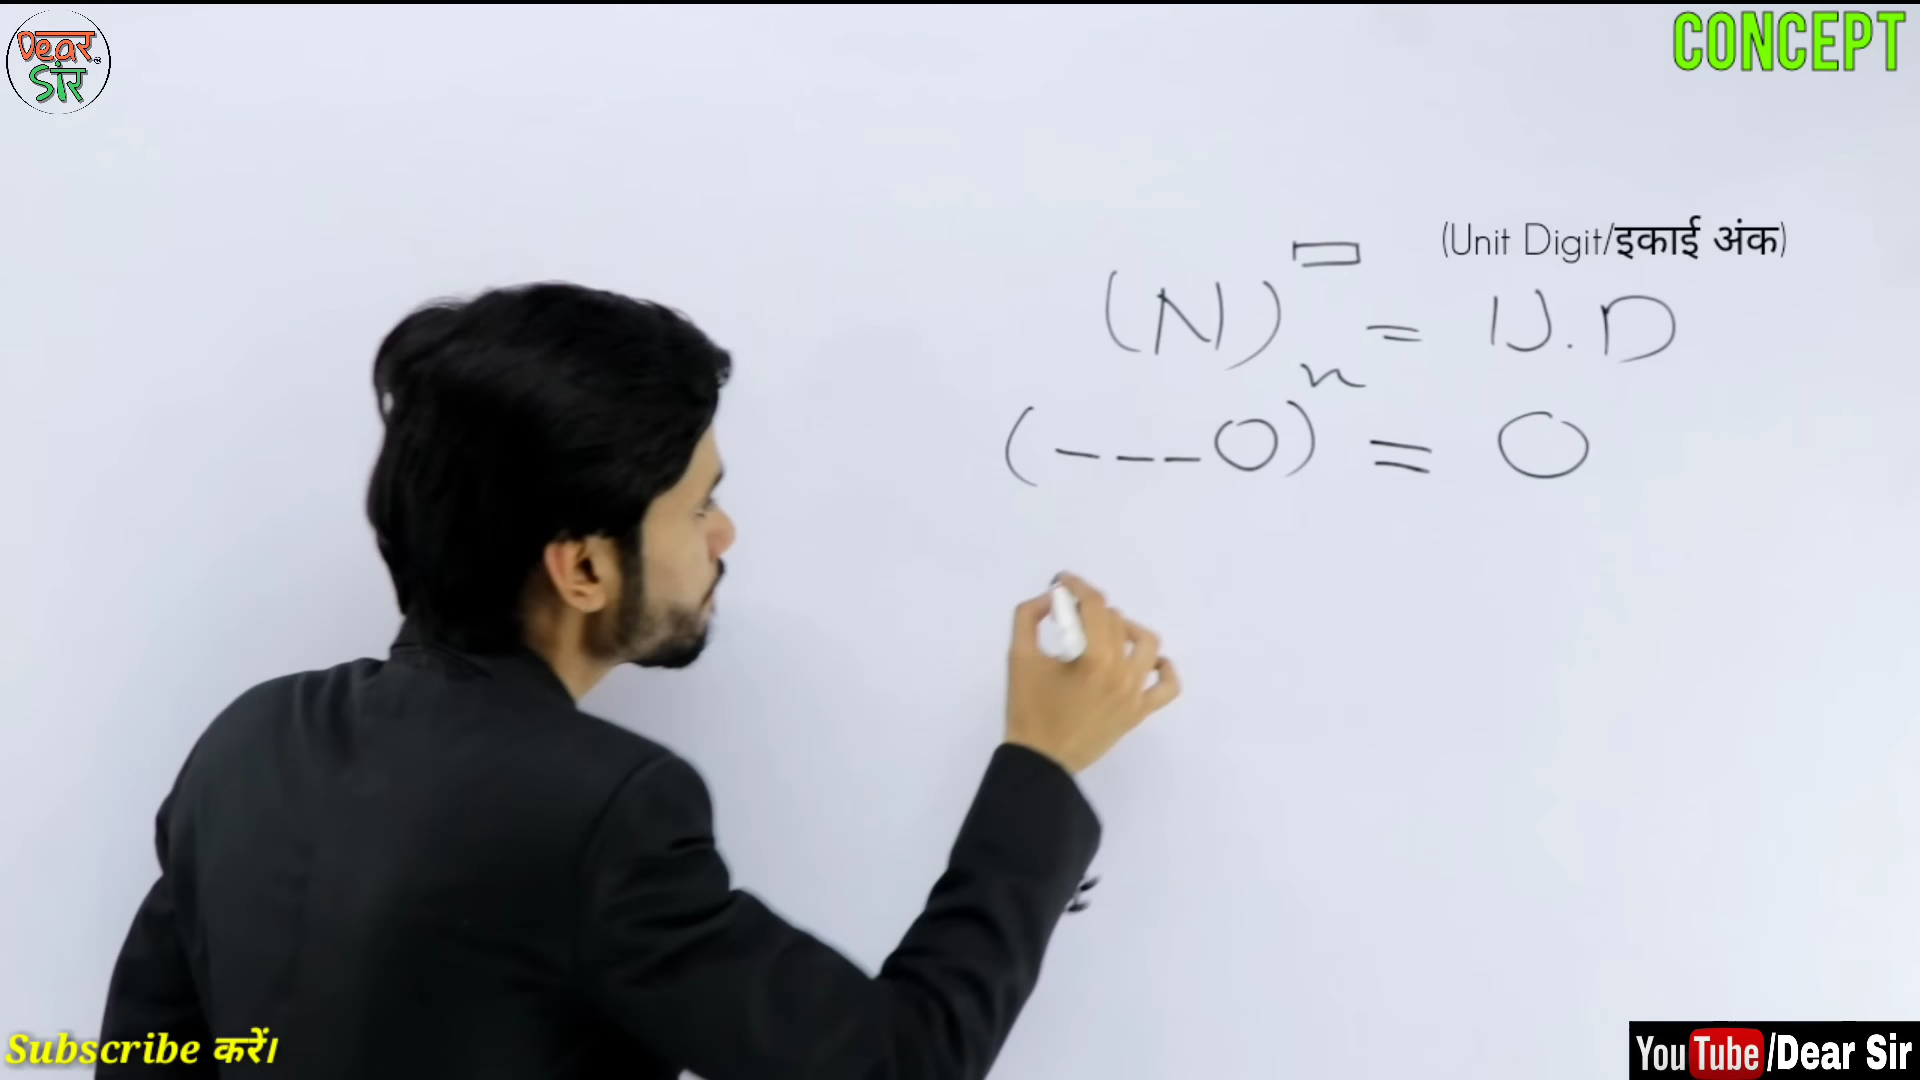 Dear
Sir
CONCEPT
(Unit Digit/इकाई अंक)
(N)▭ = U.D
(---0)ⁿ = 0
Subscribe करें।
YouTube/Dear Sir